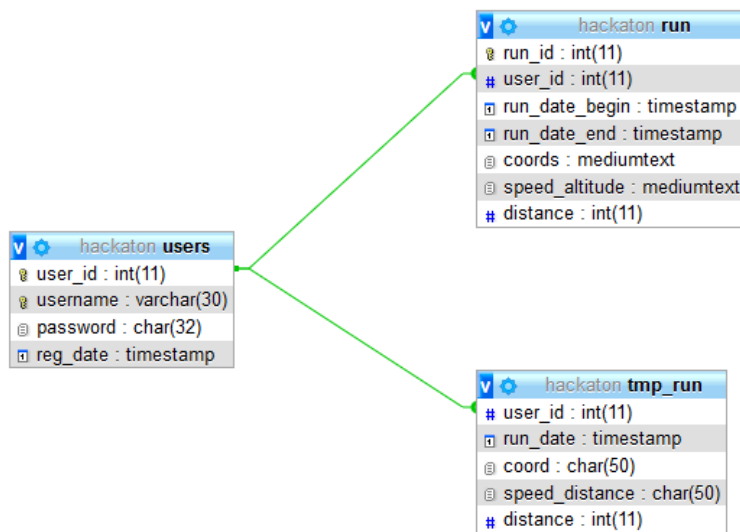 v hackaton run
run_id : int(11)
# user_id : int(11)
run_date_begin : timestamp
run_date_end : timestamp
coords : mediumtext
speed_altitude : mediumtext
# distance : int(11)
v hackaton users
user_id : int(11)
username : varchar(30)
password : char(32)
reg_date : timestamp
v hackaton tmp_run
# user_id : int(11)
run_date : timestamp
coord : char(50)
speed_distance : char(50)
# distance : int(11)